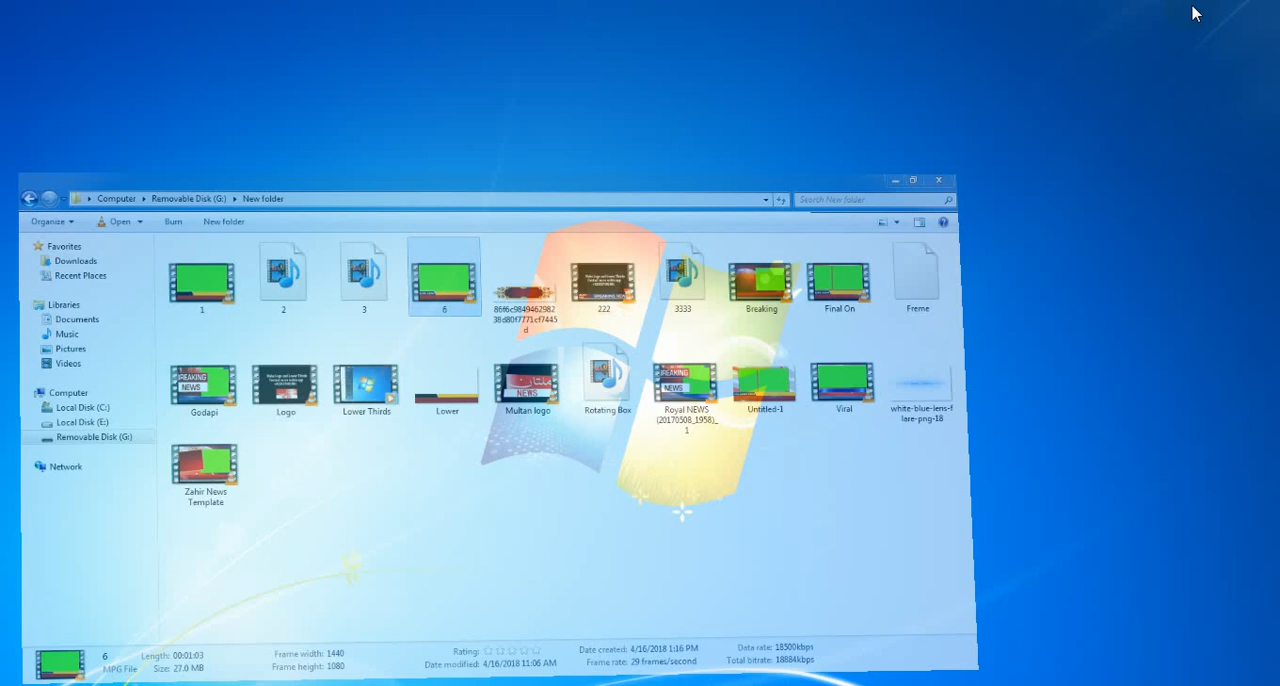 Computer Removable Disk (G:) New folder
Search New folder
Organize Open Burn New folder
Favorites
Downloads
Recent Places
Libraries
Documents
Music
Pictures
Videos
Computer
Local Disk (C:)
Local Disk (E:)
Removable Disk (G:)
Network
1
2
3
6
86f6c9849462982
38d80f7771cf7445
d
222
3333
Breaking
Final On
Freme
BREAKING
NEWS
Godapi
Logo
Lower Thirds
Lower
NEWS
Multan logo
Rotating Box
BREAKING
NEWS
Royal NEWS
(20170508_1958)_
1
Untitled-1
Viral
white-blue-lens-f
lare-png-18
Zahir News
Template
6
MPG File
Length: 00:01:03
Size: 27.0 MB
Frame width: 1440
Frame height: 1080
Rating:
Date modified: 4/16/2018 11:06 AM
Date created: 4/16/2018 1:16 PM
Frame rate: 29 frames/second
Data rate: 18500kbps
Total bitrate: 18884kbps